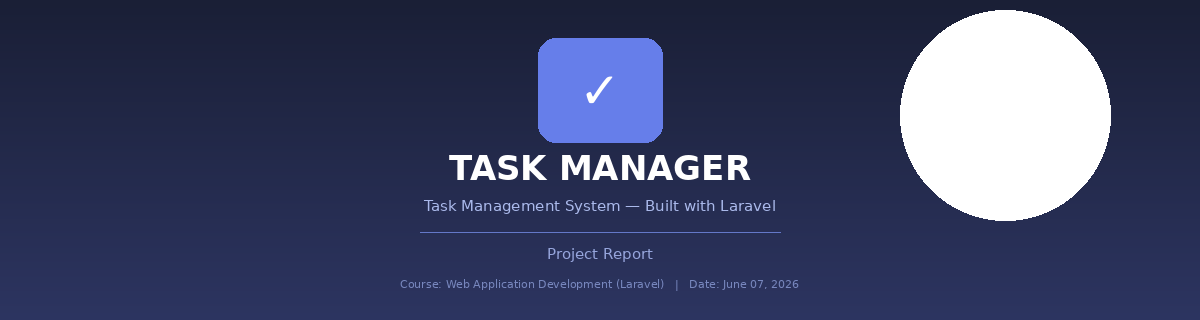 ✓
TASK MANAGER
Task Management System — Built with Laravel
Project Report
Course: Web Application Development (Laravel) | Date: June 07, 2026